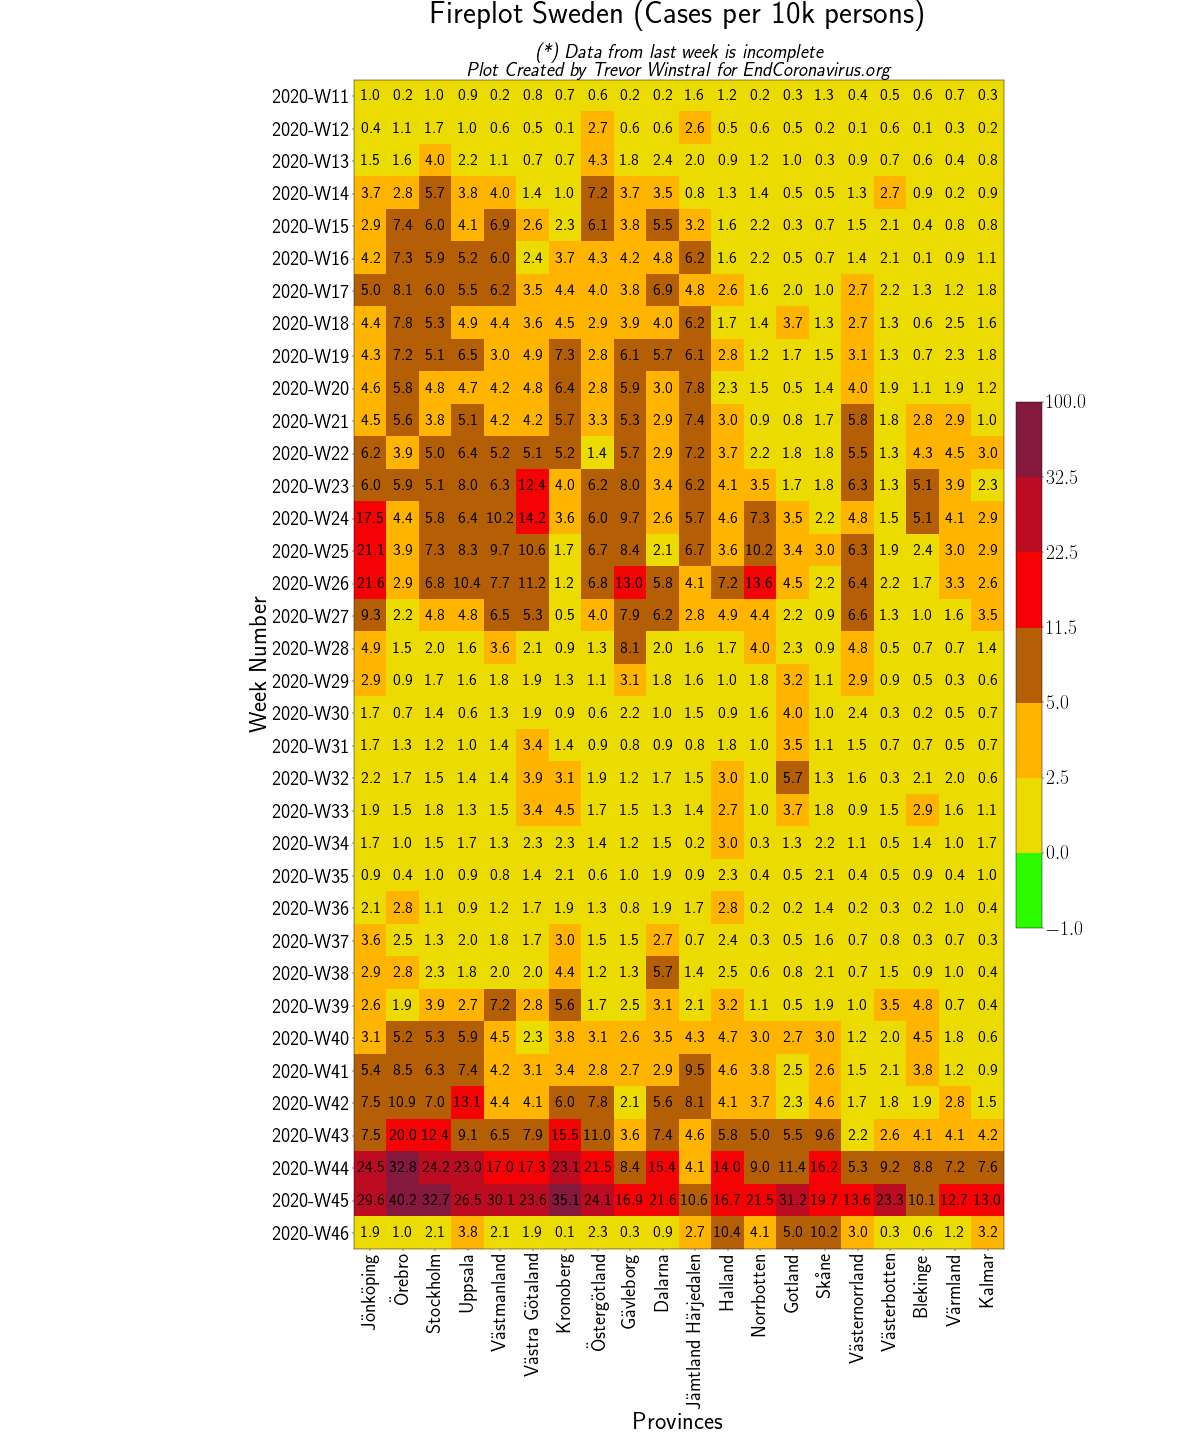 Fireplot Sweden (Cases per 10k persons)
(*) Data from last week is incomplete
Plot Created by Trevor Winstral for EndCoronavirus.org
2020-W11 1.0 0.2 1.0 0.9 0.2 0.8 0.7 0.6 0.2 0.2 1.6 1.2 0.2 0.3 1.3 0.4 0.5 0.6 0.7 0.3
2020-W12 0.4 1.1 1.7 1.0 0.6 0.5 0.1 2.7 0.6 0.6 2.6 0.5 0.6 0.5 0.2 0.1 0.6 0.1 0.3 0.2
2020-W13 1.5 1.6 4.0 2.2 1.1 0.7 0.7 4.3 1.8 2.4 2.0 0.9 1.2 1.0 0.3 0.9 0.7 0.6 0.4 0.8
2020-W14 3.7 2.8 5.7 3.8 4.0 1.4 1.0 7.2 3.7 3.5 0.8 1.3 1.4 0.5 0.5 1.3 2.7 0.9 0.2 0.9
2020-W15 2.9 7.4 6.0 4.1 6.9 2.6 2.3 6.1 3.8 5.5 3.2 1.6 2.2 0.3 0.7 1.5 2.1 0.4 0.8 0.8
2020-W16 4.2 7.3 5.9 5.2 6.0 2.4 3.7 4.3 4.2 4.8 6.2 1.6 2.2 0.5 0.7 1.4 2.1 0.1 0.9 1.1
2020-W17 5.0 8.1 6.0 5.5 6.2 3.5 4.4 4.0 3.8 6.9 4.8 2.6 1.6 2.0 1.0 2.7 2.2 1.3 1.2 1.8
2020-W18 4.4 7.8 5.3 4.9 4.4 3.6 4.5 2.9 3.9 4.0 6.2 1.7 1.4 3.7 1.3 2.7 1.3 0.6 2.5 1.6
2020-W19 4.3 7.2 5.1 6.5 3.0 4.9 7.3 2.8 6.1 5.7 6.1 2.8 1.2 1.7 1.5 3.1 1.3 0.7 2.3 1.8
2020-W20 4.6 5.8 4.8 4.7 4.2 4.8 6.4 2.8 5.9 3.0 7.8 2.3 1.5 0.5 1.4 4.0 1.9 1.1 1.9 1.2
2020-W21 4.5 5.6 3.8 5.1 4.2 4.2 5.7 3.3 5.3 2.9 7.4 3.0 0.9 0.8 1.7 5.8 1.8 2.8 2.9 1.0
2020-W22 6.2 3.9 5.0 6.4 5.2 5.1 5.2 1.4 5.7 2.9 7.2 3.7 2.2 1.8 1.8 5.5 1.3 4.3 4.5 3.0
2020-W23 6.0 5.9 5.1 8.0 6.3 12.4 4.0 6.2 8.0 3.4 6.2 4.1 3.5 1.7 1.8 6.3 1.3 5.1 3.9 2.3
2020-W24 17.5 4.4 5.8 6.4 10.2 14.2 3.6 6.0 9.7 2.6 5.7 4.6 7.3 3.5 2.2 4.8 1.5 5.1 4.1 2.9
2020-W25 21.1 3.9 7.3 8.3 9.7 10.6 1.7 6.7 8.4 2.1 6.7 3.6 10.2 3.4 3.0 6.3 1.9 2.4 3.0 2.9
2020-W26 21.6 2.9 6.8 10.4 7.7 11.2 1.2 6.8 13.0 5.8 4.1 7.2 13.6 4.5 2.2 6.4 2.2 1.7 3.3 2.6
2020-W27 9.3 2.2 4.8 4.8 6.5 5.3 0.5 4.0 7.9 6.2 2.8 4.9 4.4 2.2 0.9 6.6 1.3 1.0 1.6 3.5
2020-W28 4.9 1.5 2.0 1.6 3.6 2.1 0.9 1.3 8.1 2.0 1.6 1.7 4.0 2.3 0.9 4.8 0.5 0.7 0.7 1.4
2020-W29 2.9 0.9 1.7 1.6 1.8 1.9 1.3 1.1 3.1 1.8 1.6 1.0 1.8 3.2 1.1 2.9 0.9 0.5 0.3 0.6
2020-W30 1.7 0.7 1.4 0.6 1.3 1.9 0.9 0.6 2.2 1.0 1.5 0.9 1.6 4.0 1.0 2.4 0.3 0.2 0.5 0.7
2020-W31 1.7 1.3 1.2 1.0 1.4 3.4 1.4 0.9 0.8 0.9 0.8 1.8 1.0 3.5 1.1 1.5 0.7 0.7 0.5 0.7
2020-W32 2.2 1.7 1.5 1.4 1.4 3.9 3.1 1.9 1.2 1.7 1.5 3.0 1.0 5.7 1.3 1.6 0.3 2.1 2.0 0.6
2020-W33 1.9 1.5 1.8 1.3 1.5 3.4 4.5 1.7 1.5 1.3 1.4 2.7 1.0 3.7 1.8 0.9 1.5 2.9 1.6 1.1
2020-W34 1.7 1.0 1.5 1.7 1.3 2.3 2.3 1.4 1.2 1.5 0.2 3.0 0.3 1.3 2.2 1.1 0.5 1.4 1.0 1.7
2020-W35 0.9 0.4 1.0 0.9 0.8 1.4 2.1 0.6 1.0 1.9 0.9 2.3 0.4 0.5 2.1 0.4 0.5 0.9 0.4 1.0
2020-W36 2.1 2.8 1.1 0.9 1.2 1.7 1.9 1.3 0.8 1.9 1.7 2.8 0.2 0.2 1.4 0.2 0.3 0.2 1.0 0.4
2020-W37 3.6 2.5 1.3 2.0 1.8 1.7 3.0 1.5 1.5 2.7 0.7 2.4 0.3 0.5 1.6 0.7 0.8 0.3 0.7 0.3
2020-W38 2.9 2.8 2.3 1.8 2.0 2.0 4.4 1.2 1.3 5.7 1.4 2.5 0.6 0.8 2.1 0.7 1.5 0.9 1.0 0.4
2020-W39 2.6 1.9 3.9 2.7 7.2 2.8 5.6 1.7 2.5 3.1 2.1 3.2 1.1 0.5 1.9 1.0 3.5 4.8 0.7 0.4
2020-W40 3.1 5.2 5.3 5.9 4.5 2.3 3.8 3.1 2.6 3.5 4.3 4.7 3.0 2.7 3.0 1.2 2.0 4.5 1.8 0.6
2020-W41 5.4 8.5 6.3 7.4 4.2 3.1 3.4 2.8 2.7 2.9 9.5 4.6 3.8 2.5 2.6 1.5 2.1 3.8 1.2 0.9
2020-W42 7.5 10.9 7.0 13.1 4.4 4.1 6.0 7.8 2.1 5.6 8.1 4.1 3.7 2.3 4.6 1.7 1.8 1.9 2.8 1.5
2020-W43 7.5 20.0 12.4 9.1 6.5 7.9 15.5 11.0 3.6 7.4 4.6 5.8 5.0 5.5 9.6 2.2 2.6 4.1 4.1 4.2
2020-W44 24.5 32.8 24.2 23.0 17.0 17.3 23.1 21.5 8.4 15.4 4.1 14.0 9.0 11.4 16.2 5.3 9.2 8.8 7.2 7.6
2020-W45 29.6 40.2 32.7 26.5 30.1 23.6 35.1 24.1 16.9 21.6 10.6 16.7 21.5 31.2 19.7 13.6 23.3 10.1 12.7 13.0
2020-W46 1.9 1.0 2.1 3.8 2.1 1.9 0.1 2.3 0.3 0.9 2.7 10.4 4.1 5.0 10.2 3.0 0.3 0.6 1.2 3.2
Week Number
Jönköping
Örebro
Stockholm
Uppsala
Västmanland
Västra Götaland
Kronoberg
Östergötland
Gävleborg
Dalarna
Jämtland Härjedalen
Halland
Norrbotten
Gotland
Skåne
Västernorrland
Västerbotten
Blekinge
Värmland
Kalmar
Provinces
100.0
32.5
22.5
11.5
5.0
2.5
0.0
−1.0